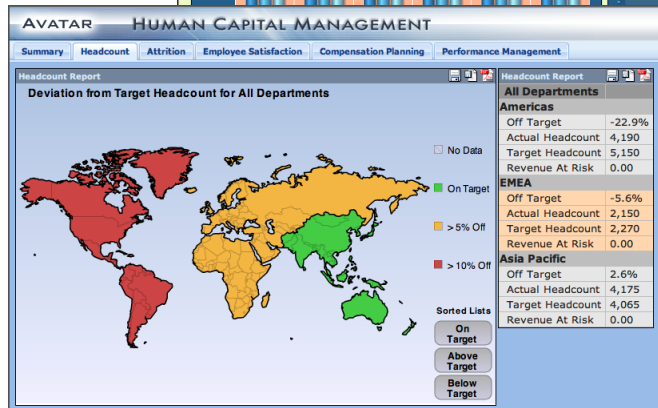 AVATAR HUMAN CAPITAL MANAGEMENT
Summary Headcount Attrition Employee Satisfaction Compensation Planning Performance Management
Headcount Report
Deviation from Target Headcount for All Departments
No Data
On Target
> 5% Off
> 10% Off
Sorted Lists
On
Target
Above
Target
Below
Target
Headcount Report
All Departments
Americas
Off Target -22.9%
Actual Headcount 4,190
Target Headcount 5,150
Revenue At Risk 0.00
EMEA
Off Target -5.6%
Actual Headcount 2,150
Target Headcount 2,270
Revenue At Risk 0.00
Asia Pacific
Off Target 2.6%
Actual Headcount 4,175
Target Headcount 4,065
Revenue At Risk 0.00